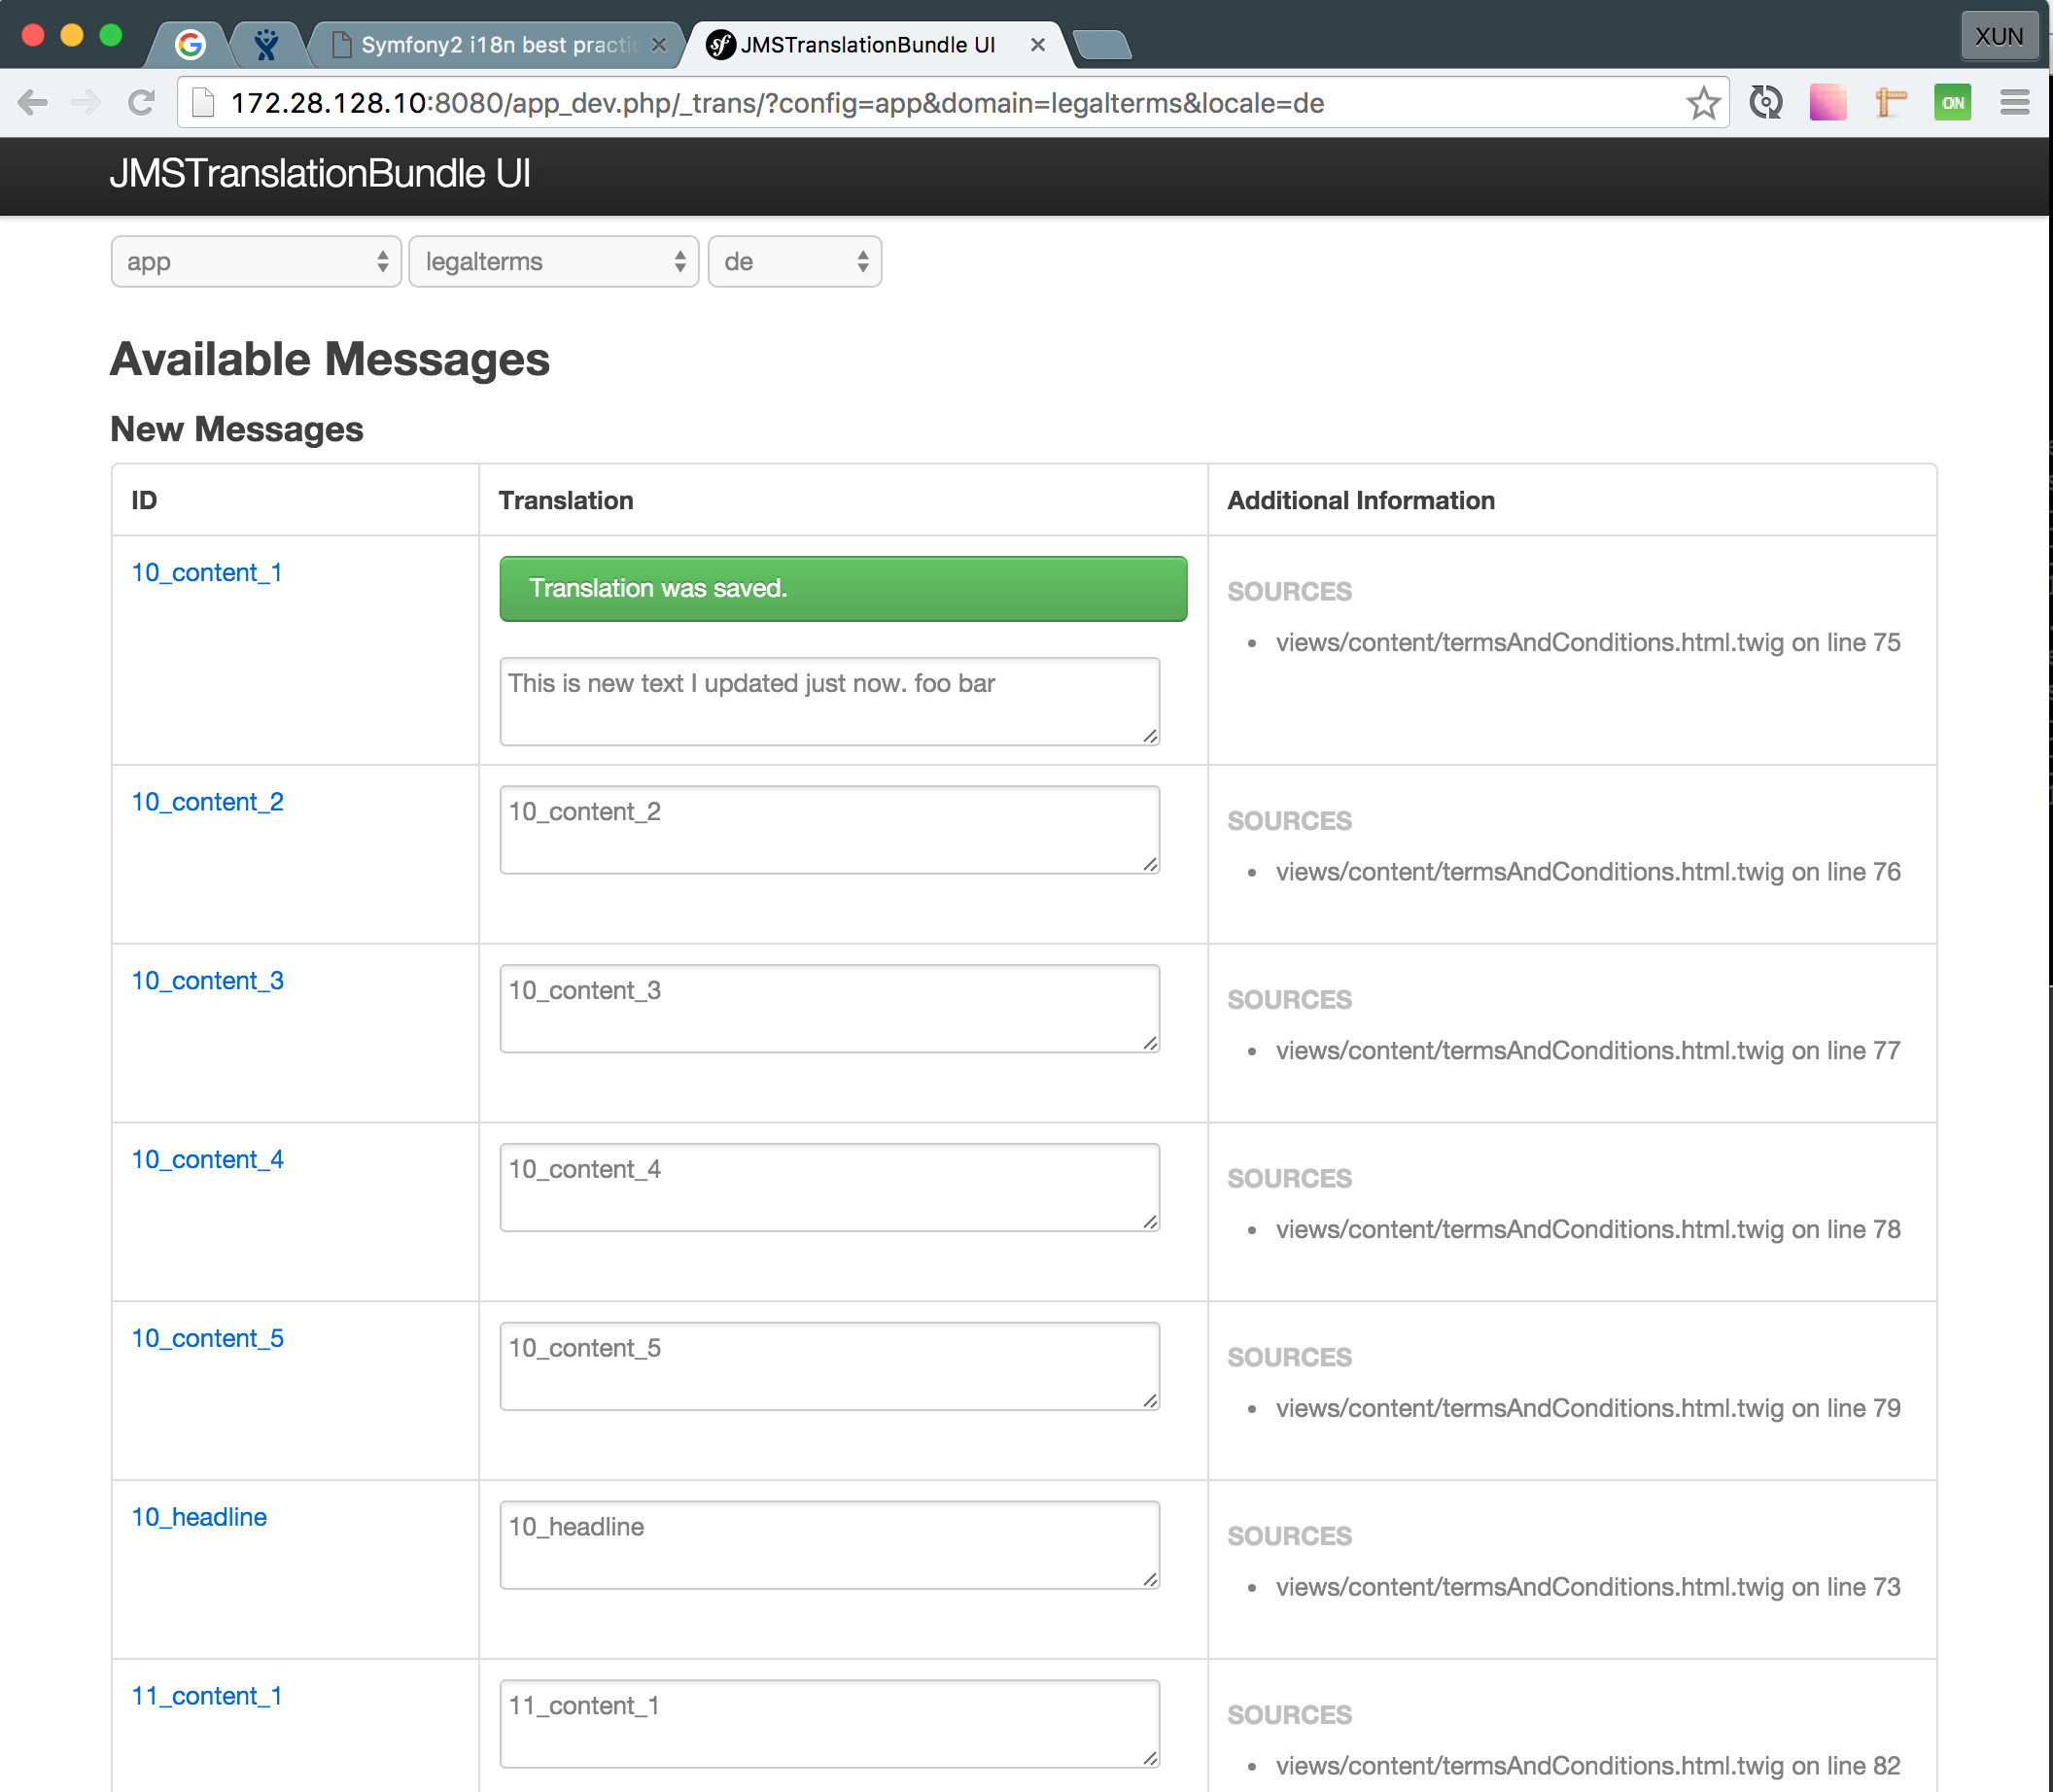 Symfony2 i18n best practic
JMSTranslationBundle UI
XUN
172.28.128.10:8080/app_dev.php/_trans/?config=app&domain=legalterms&locale=de
ON
JMSTranslationBundle UI
app
legalterms
de
Available Messages
New Messages
ID
Translation
Additional Information
10_content_1
Translation was saved.
This is new text I updated just now. foo bar
SOURCES
• views/content/termsAndConditions.html.twig on line 75
10_content_2
10_content_2
SOURCES
• views/content/termsAndConditions.html.twig on line 76
10_content_3
10_content_3
SOURCES
• views/content/termsAndConditions.html.twig on line 77
10_content_4
10_content_4
SOURCES
• views/content/termsAndConditions.html.twig on line 78
10_content_5
10_content_5
SOURCES
• views/content/termsAndConditions.html.twig on line 79
10_headline
10_headline
SOURCES
• views/content/termsAndConditions.html.twig on line 73
11_content_1
11_content_1
SOURCES
• views/content/termsAndConditions.html.twig on line 82